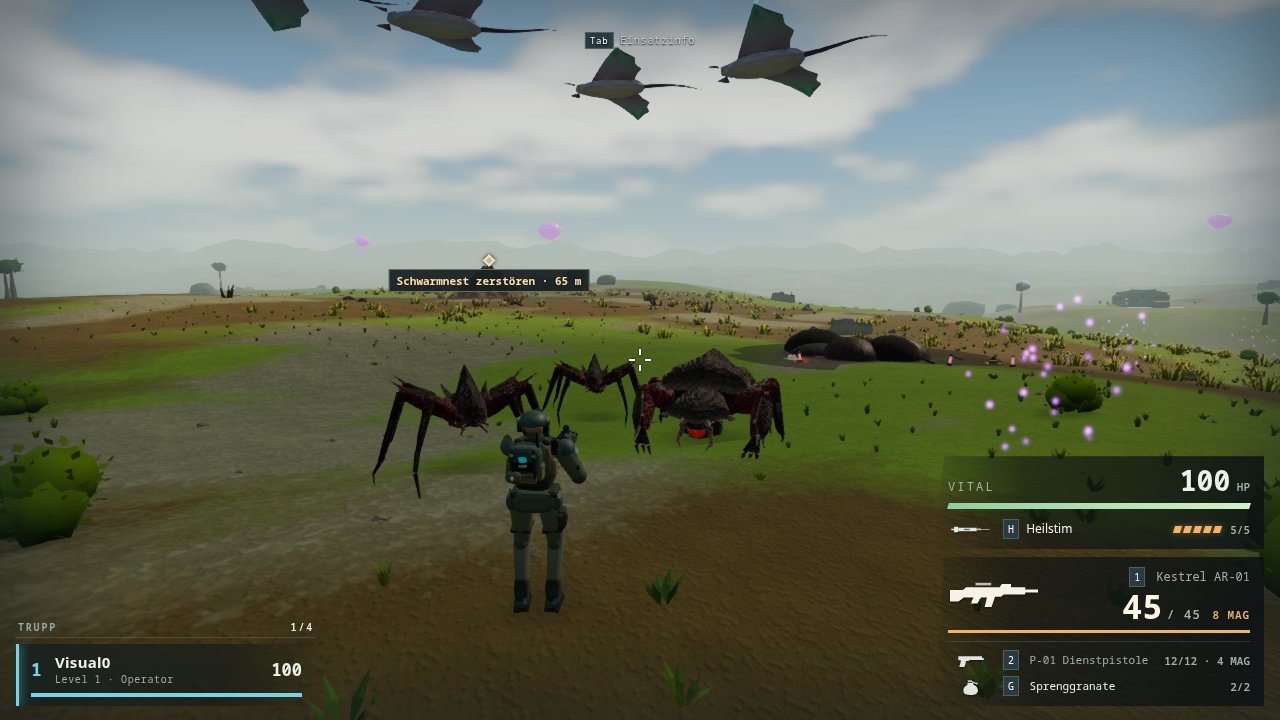 Tab Einsatzinfo
Schwarmnest zerstören · 65 m
VITAL 100 HP
H Heilstim 5/5
1 Kestrel AR-01
45 / 45 8 MAG
2 P-01 Dienstpistole 12/12 · 4 MAG
G Sprenggranate 2/2
TRUPP 1/4
1 Visual0 100
Level 1 · Operator